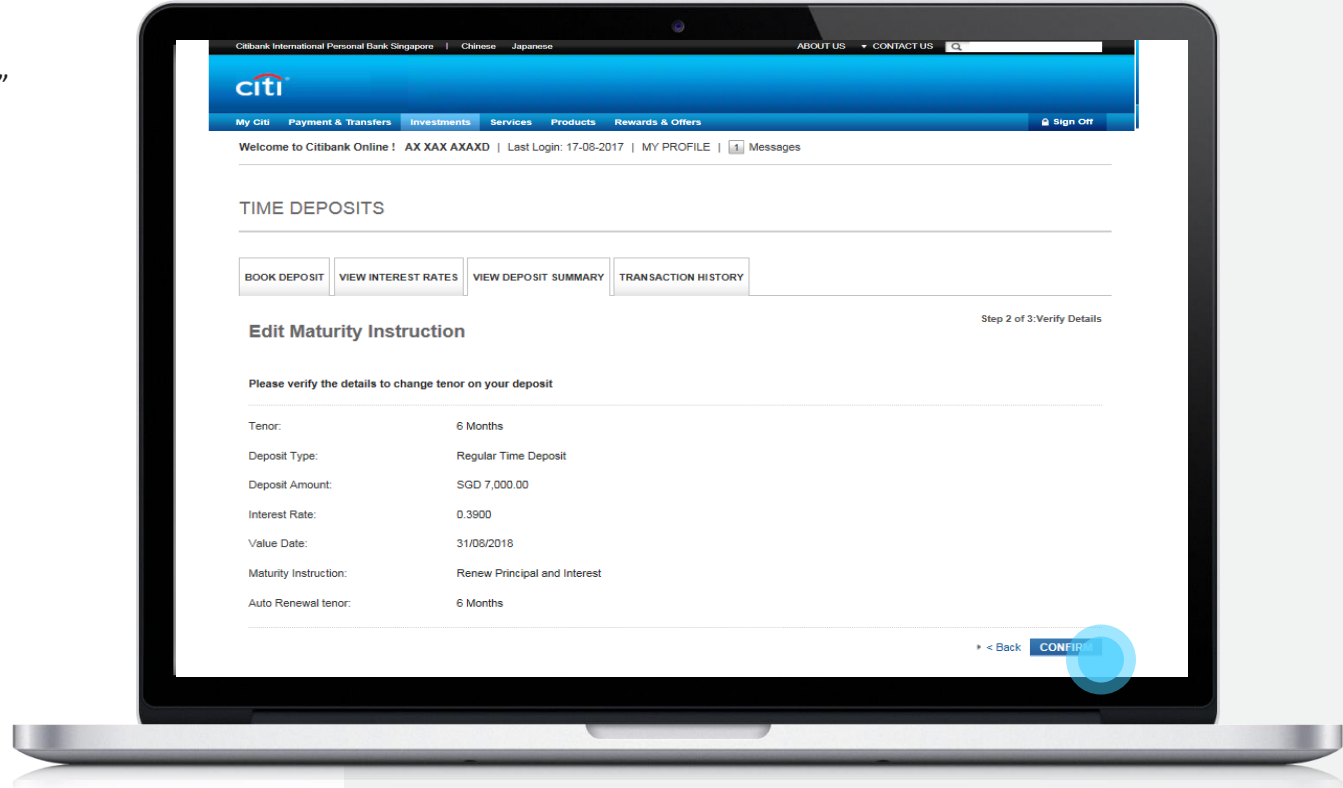 ”
Citibank International Personal Bank Singapore | Chinese Japanese ABOUT US CONTACT US
citi
My Citi Payment & Transfers Investments Services Products Rewards & Offers Sign Off
Welcome to Citibank Online ! AX XAX AXAXD | Last Login: 17-08-2017 | MY PROFILE | 1 Messages
TIME DEPOSITS
BOOK DEPOSIT VIEW INTEREST RATES VIEW DEPOSIT SUMMARY TRANSACTION HISTORY
Edit Maturity Instruction Step 2 of 3:Verify Details
Please verify the details to change tenor on your deposit
Tenor: 6 Months
Deposit Type: Regular Time Deposit
Deposit Amount: SGD 7,000.00
Interest Rate: 0.3900
Value Date: 31/08/2018
Maturity Instruction: Renew Principal and Interest
Auto Renewal tenor: 6 Months
< Back CONFIRM